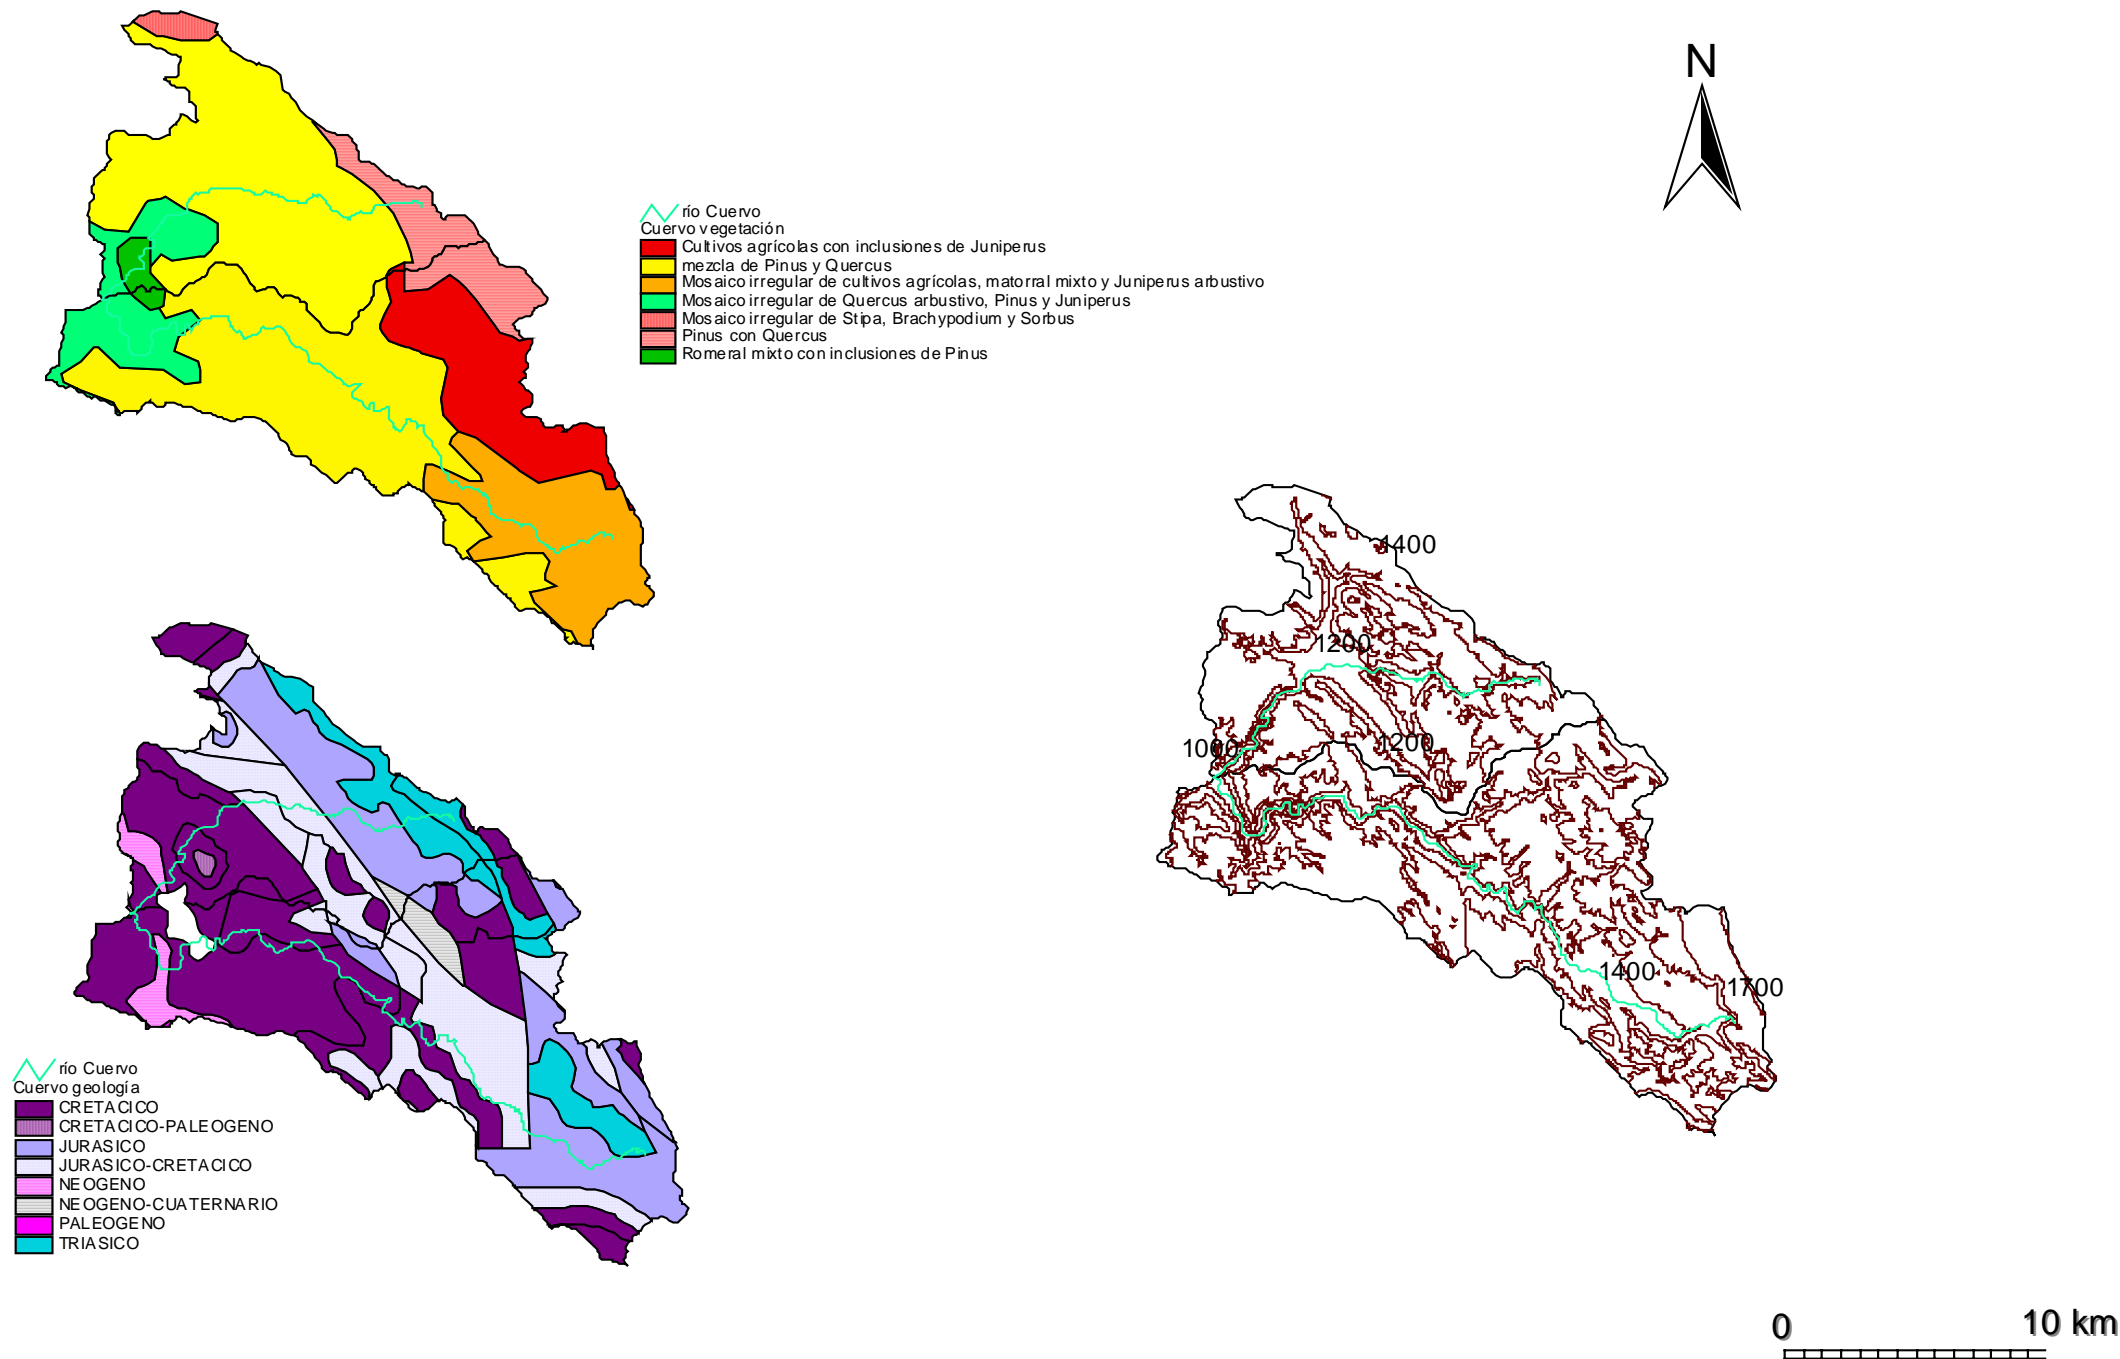 N
río Cuervo
Cuervo vegetación
Cultivos agrícolas con inclusiones de Juniperus
mezcla de Pinus y Quercus
Mosaico irregular de cultivos agrícolas, matorral mixto y Juniperus arbustivo
Mosaico irregular de Quercus arbustivo, Pinus y Juniperus
Mosaico irregular de Stipa, Brachypodium y Sorbus
Pinus con Quercus
Romeral mixto con inclusiones de Pinus
1400
1200
1200
1000
1400
1700
río Cuervo
Cuervo geología
CRETACICO
CRETACICO-PALEOGENO
JURASICO
JURASICO-CRETACICO
NEOGENO
NEOGENO-CUATERNARIO
PALEOGENO
TRIASICO
0 10 km